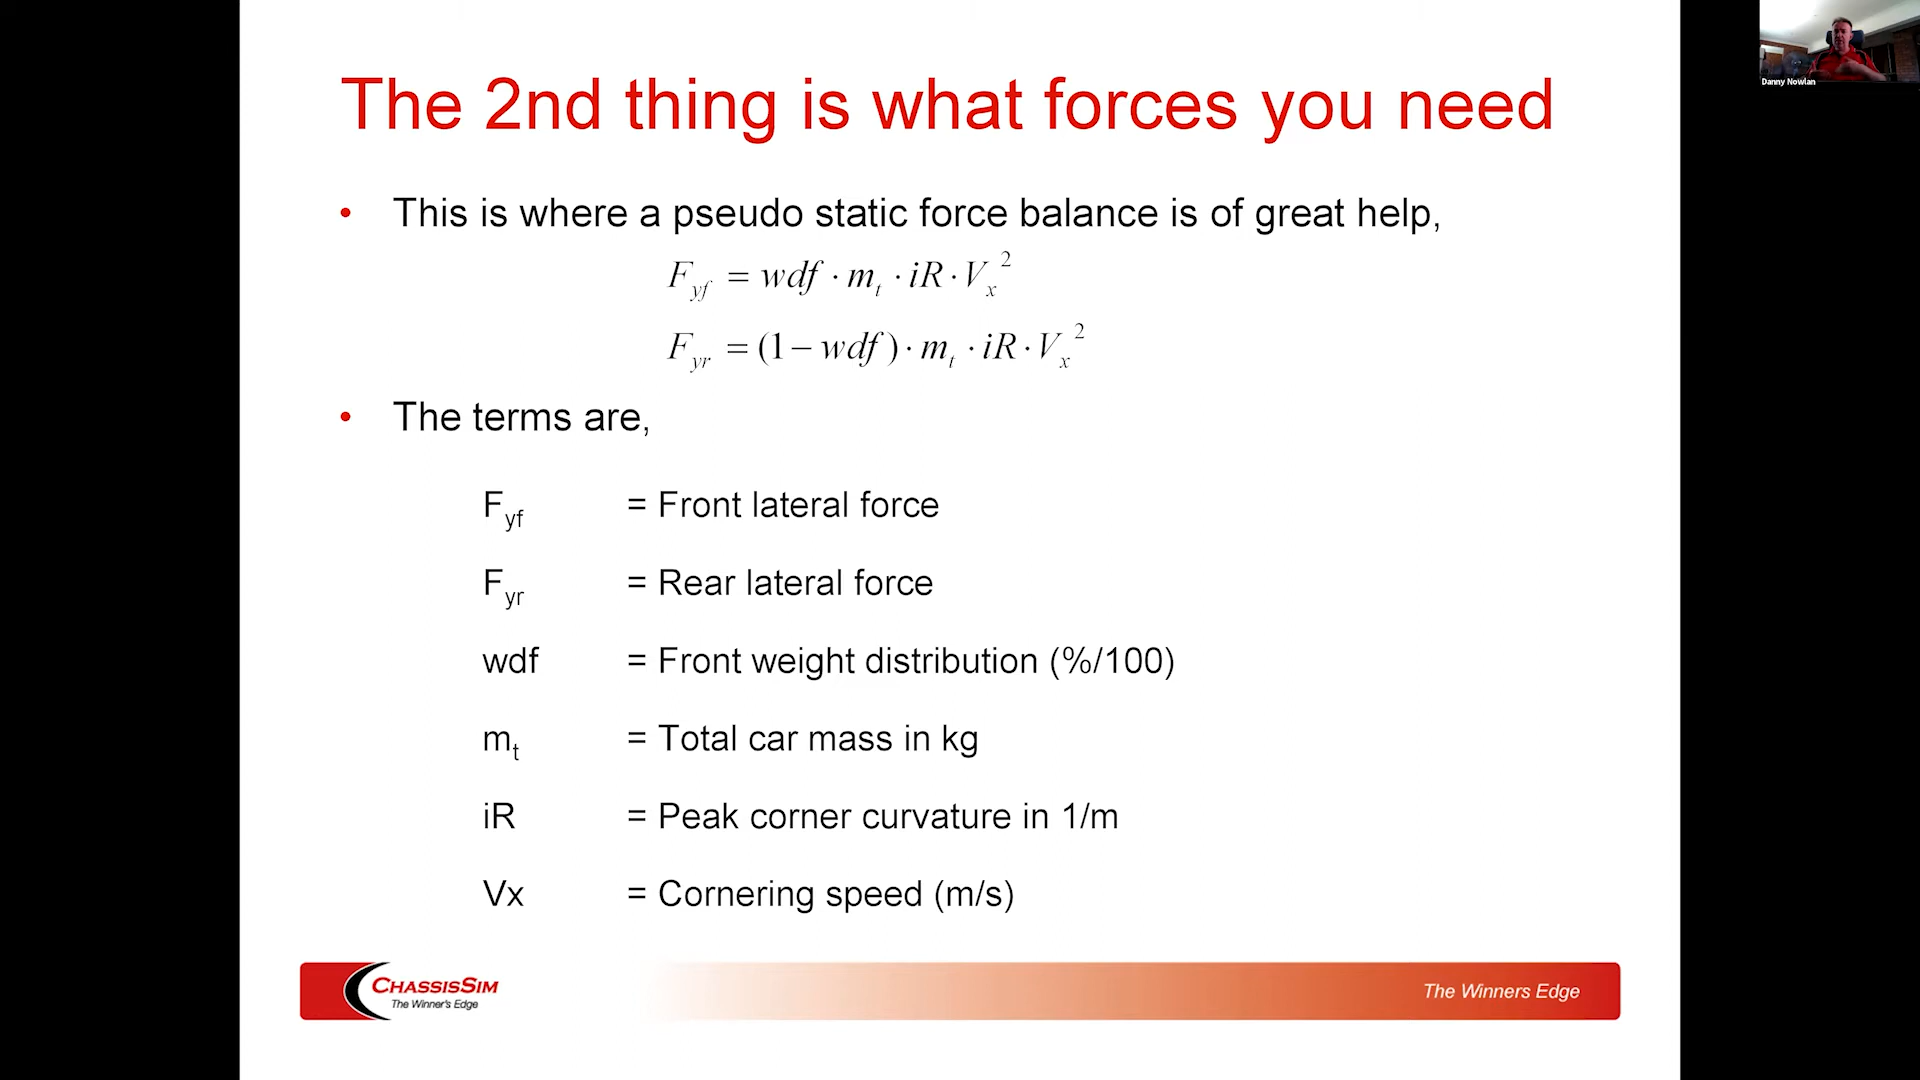 Danny Nowlan
The 2nd thing is what forces you need
• This is where a pseudo static force balance is of great help,
F_yf = wdf · m_t · iR · V_x^2
F_yr = (1 − wdf) · m_t · iR · V_x^2
• The terms are,
F_yf = Front lateral force
F_yr = Rear lateral force
wdf = Front weight distribution (%/100)
m_t = Total car mass in kg
iR = Peak corner curvature in 1/m
Vx = Cornering speed (m/s)
CHASSISSIM
The Winner's Edge
The Winners Edge